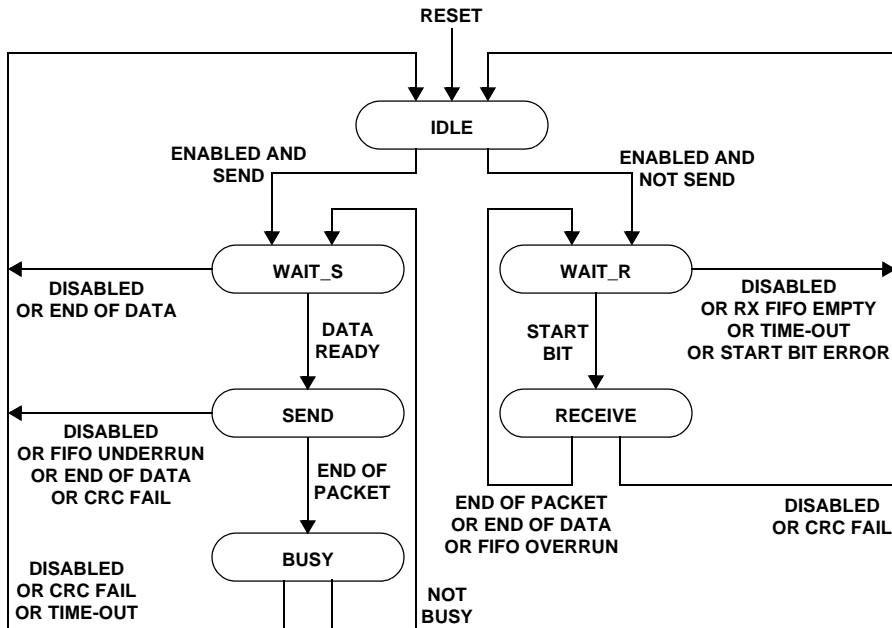 RESET
IDLE
ENABLED AND
SEND
ENABLED AND
NOT SEND
WAIT_S
WAIT_R
DISABLED
OR END OF DATA
DISABLED
OR RX FIFO EMPTY
OR TIME-OUT
OR START BIT ERROR
DATA
READY
START
BIT
SEND
RECEIVE
DISABLED
OR FIFO UNDERRUN
OR END OF DATA
OR CRC FAIL
END OF
PACKET
END OF PACKET
OR END OF DATA
OR FIFO OVERRUN
DISABLED
OR CRC FAIL
BUSY
DISABLED
OR CRC FAIL
OR TIME-OUT
NOT
BUSY